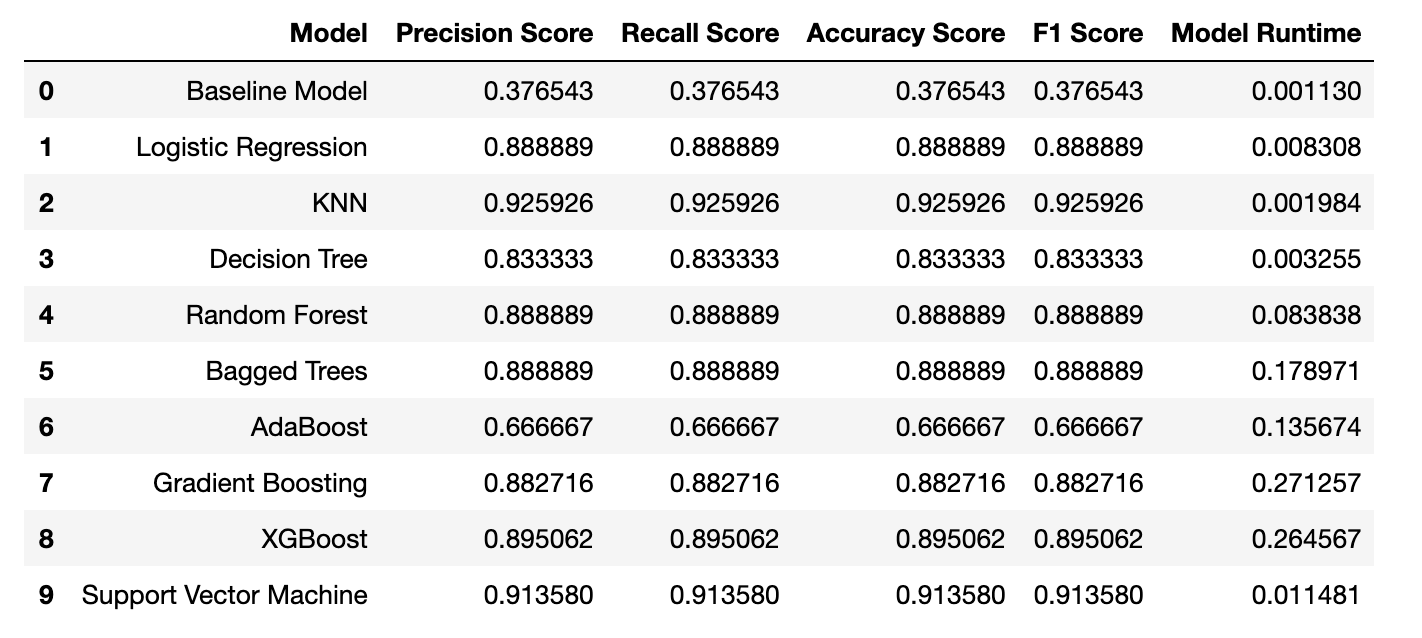 Model Precision Score Recall Score Accuracy Score F1 Score Model Runtime
0 Baseline Model 0.376543 0.376543 0.376543 0.376543 0.001130
1 Logistic Regression 0.888889 0.888889 0.888889 0.888889 0.008308
2 KNN 0.925926 0.925926 0.925926 0.925926 0.001984
3 Decision Tree 0.833333 0.833333 0.833333 0.833333 0.003255
4 Random Forest 0.888889 0.888889 0.888889 0.888889 0.083838
5 Bagged Trees 0.888889 0.888889 0.888889 0.888889 0.178971
6 AdaBoost 0.666667 0.666667 0.666667 0.666667 0.135674
7 Gradient Boosting 0.882716 0.882716 0.882716 0.882716 0.271257
8 XGBoost 0.895062 0.895062 0.895062 0.895062 0.264567
9 Support Vector Machine 0.913580 0.913580 0.913580 0.913580 0.011481